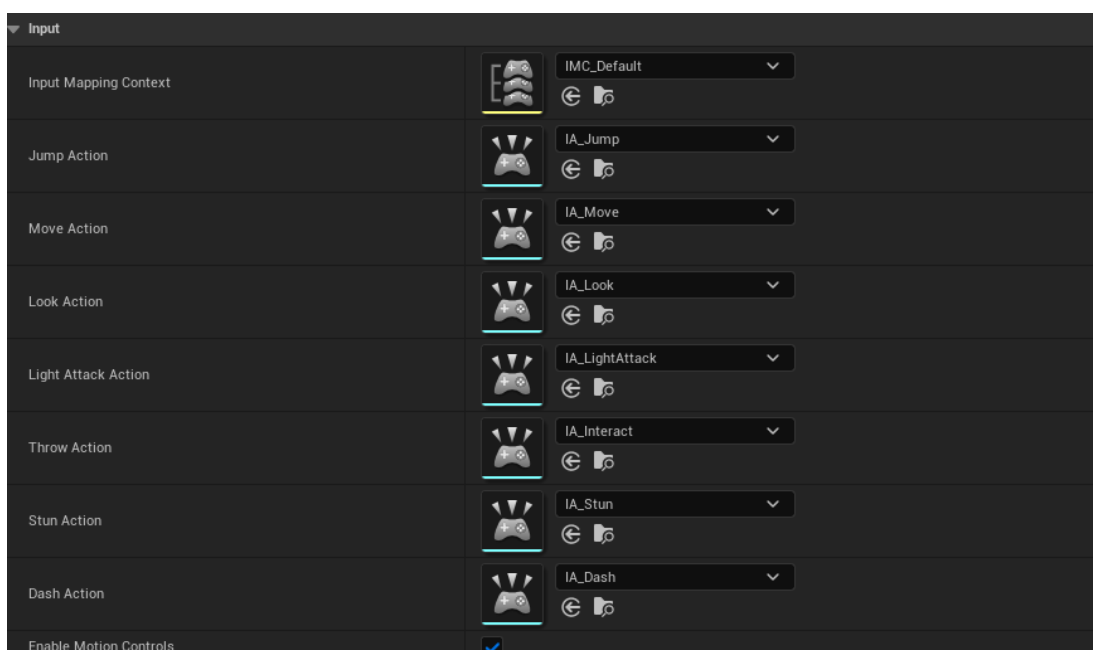 Input
Input Mapping Context
IMC_Default
Jump Action
IA_Jump
Move Action
IA_Move
Look Action
IA_Look
Light Attack Action
IA_LightAttack
Throw Action
IA_Interact
Stun Action
IA_Stun
Dash Action
IA_Dash
Enable Motion Controls